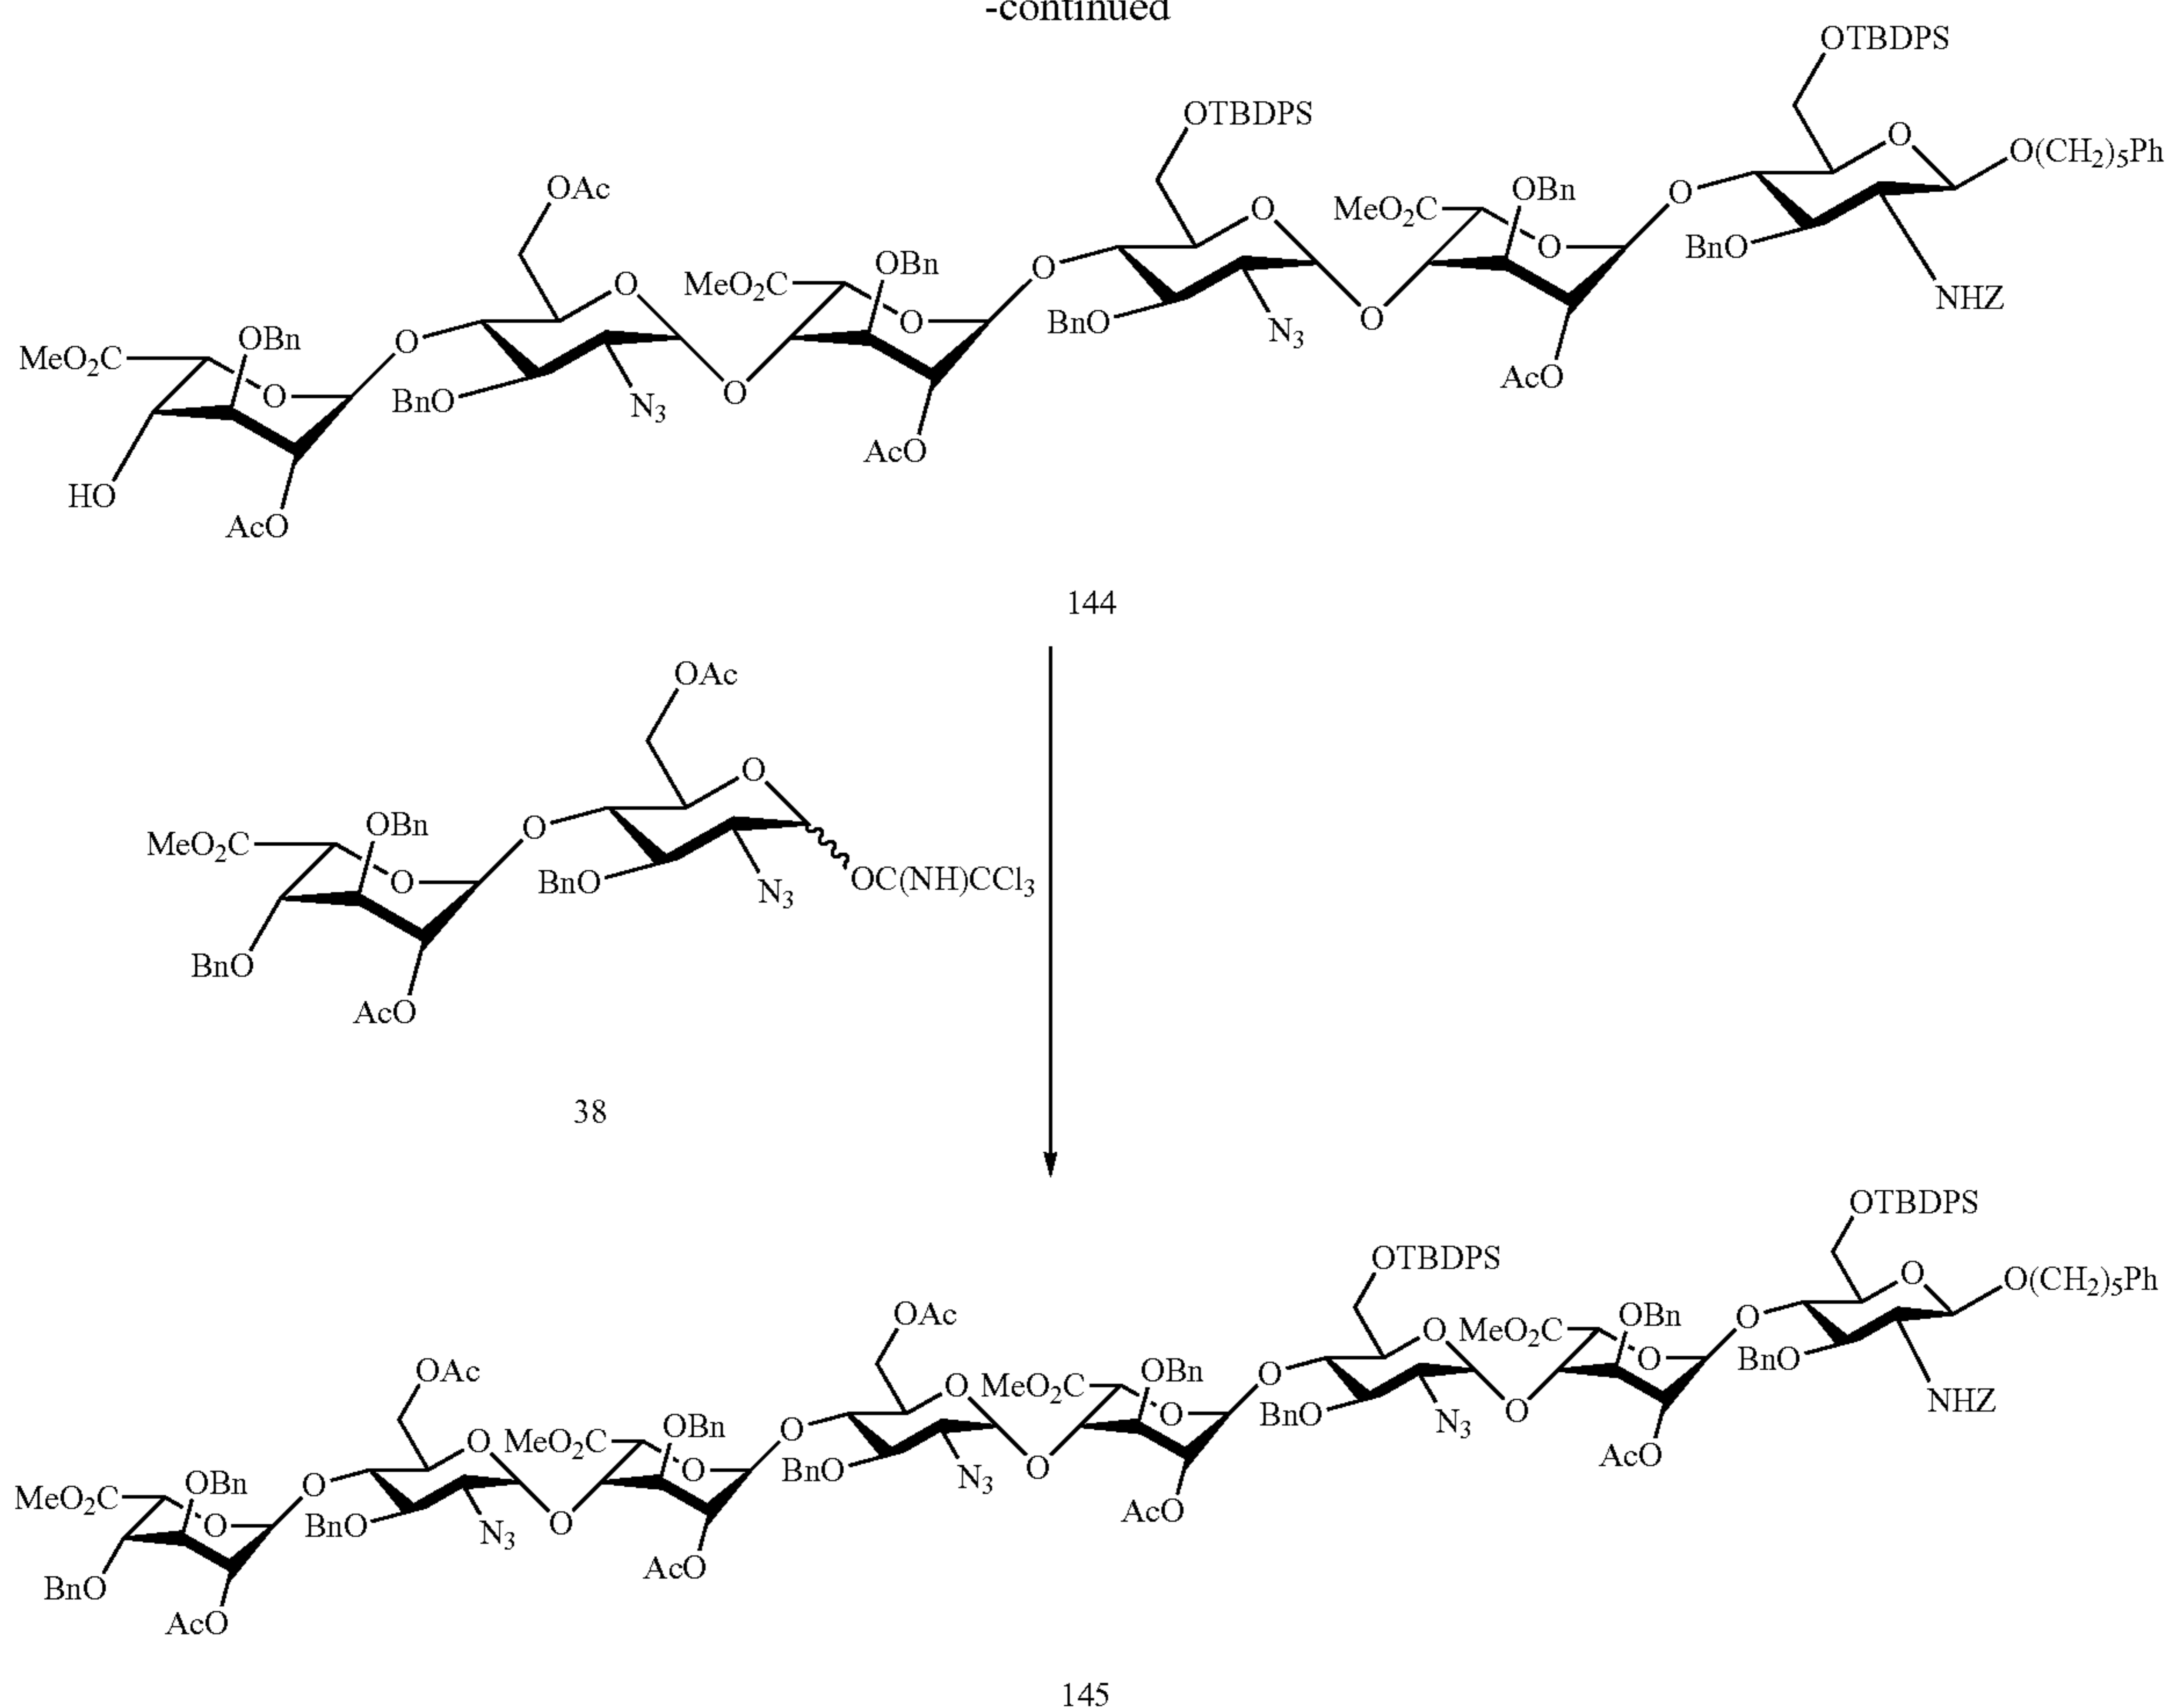 -continued
OTBDPS
OTBDPS
O
O(CH2)5Ph
OAc
OBn
MeO2C
O
O
O
BnO
NHZ
OBn
MeO2C
O
O
O
BnO
N3
O
AcO
OBn
MeO2C
O
O
BnO
N3
O
AcO
HO
AcO
144
OAc
O
OBn
MeO2C
O
O
BnO
N3
OC(NH)CCl3
BnO
AcO
38
OTBDPS
OTBDPS
O
O(CH2)5Ph
OAc
OBn
MeO2C
O
O
O
BnO
NHZ
OAc
OBn
MeO2C
O
O
O
BnO
N3
O
AcO
OBn
MeO2C
O
O
O
BnO
N3
O
AcO
OBn
MeO2C
O
O
BnO
N3
O
AcO
BnO
AcO
145